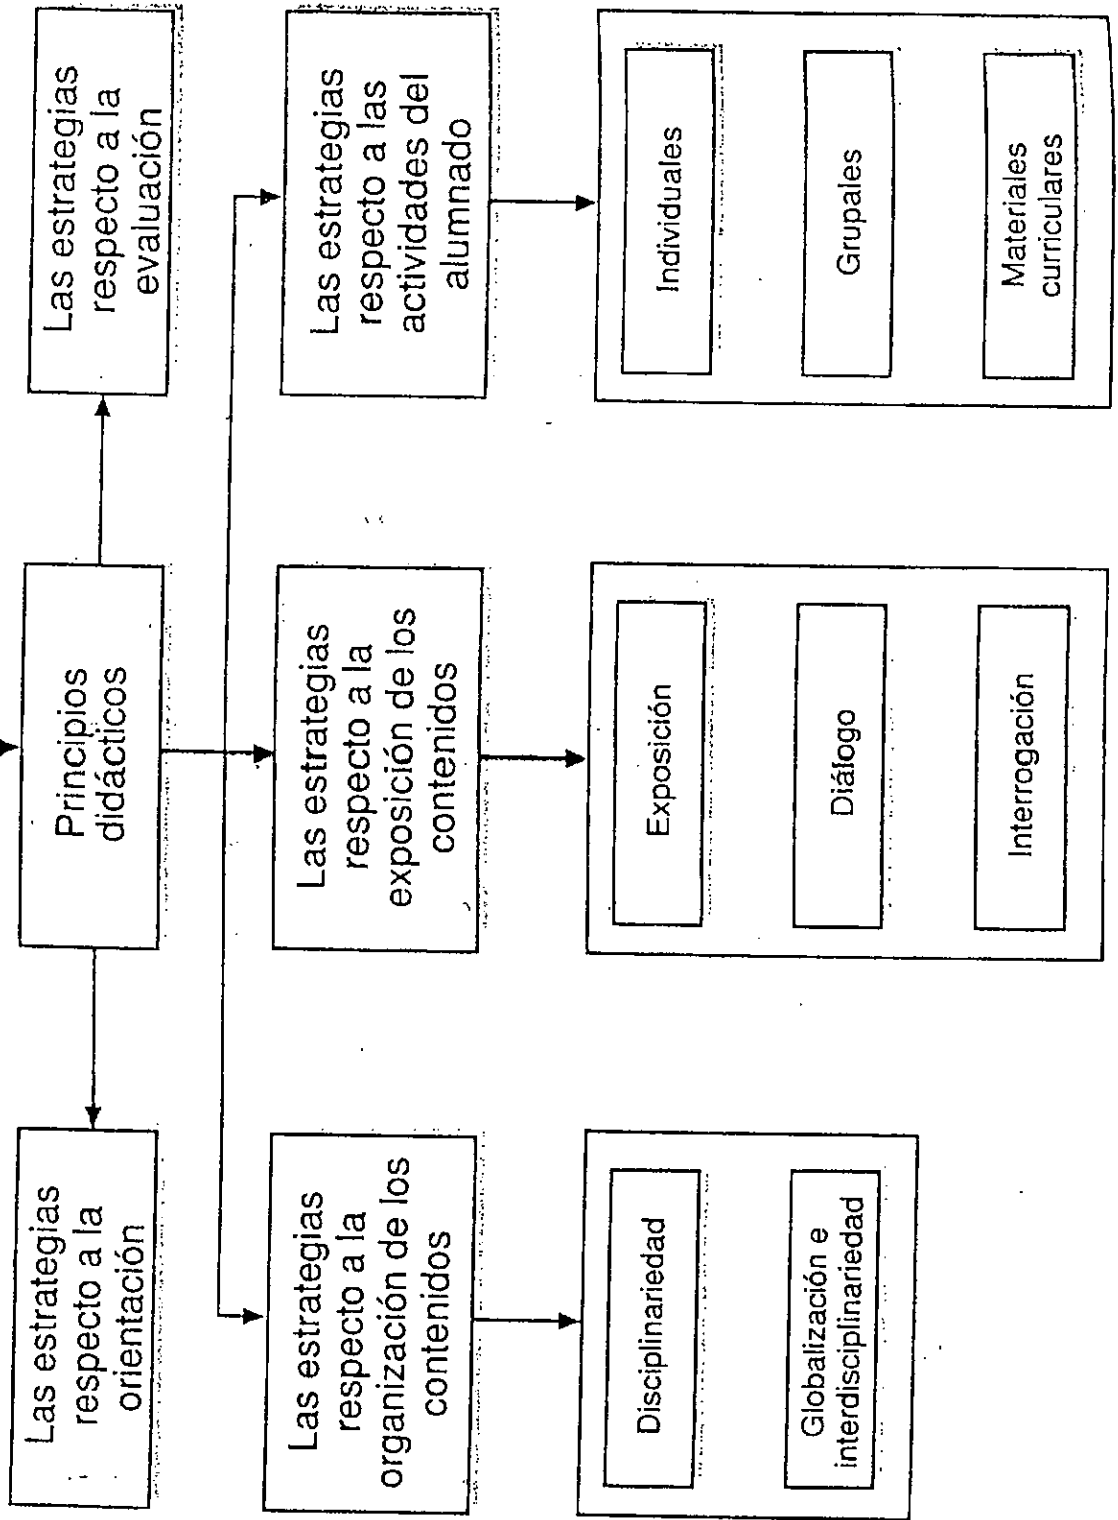 Las estrategias
respecto a la
orientación
Principios
didácticos
Las estrategias
respecto a la
evaluación
Las estrategias
respecto a la
organización de los
contenidos
Las estrategias
respecto a la
exposición de los
contenidos
Las estrategias
respecto a las
actividades del
alumnado
Disciplinariedad
Globalización e
interdisciplinariedad
Exposición
Diálogo
Interrogación
Individuales
Grupales
Materiales
curriculares